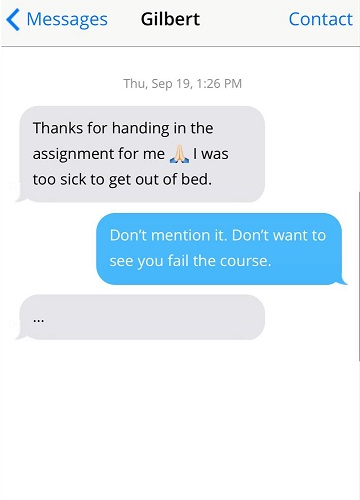 Messages
Gilbert
Contact
Thu, Sep 19, 1:26 PM
Thanks for handing in the
assignment for me 🙏🏻 I was
too sick to get out of bed.
Don’t mention it. Don’t want to
see you fail the course.
...